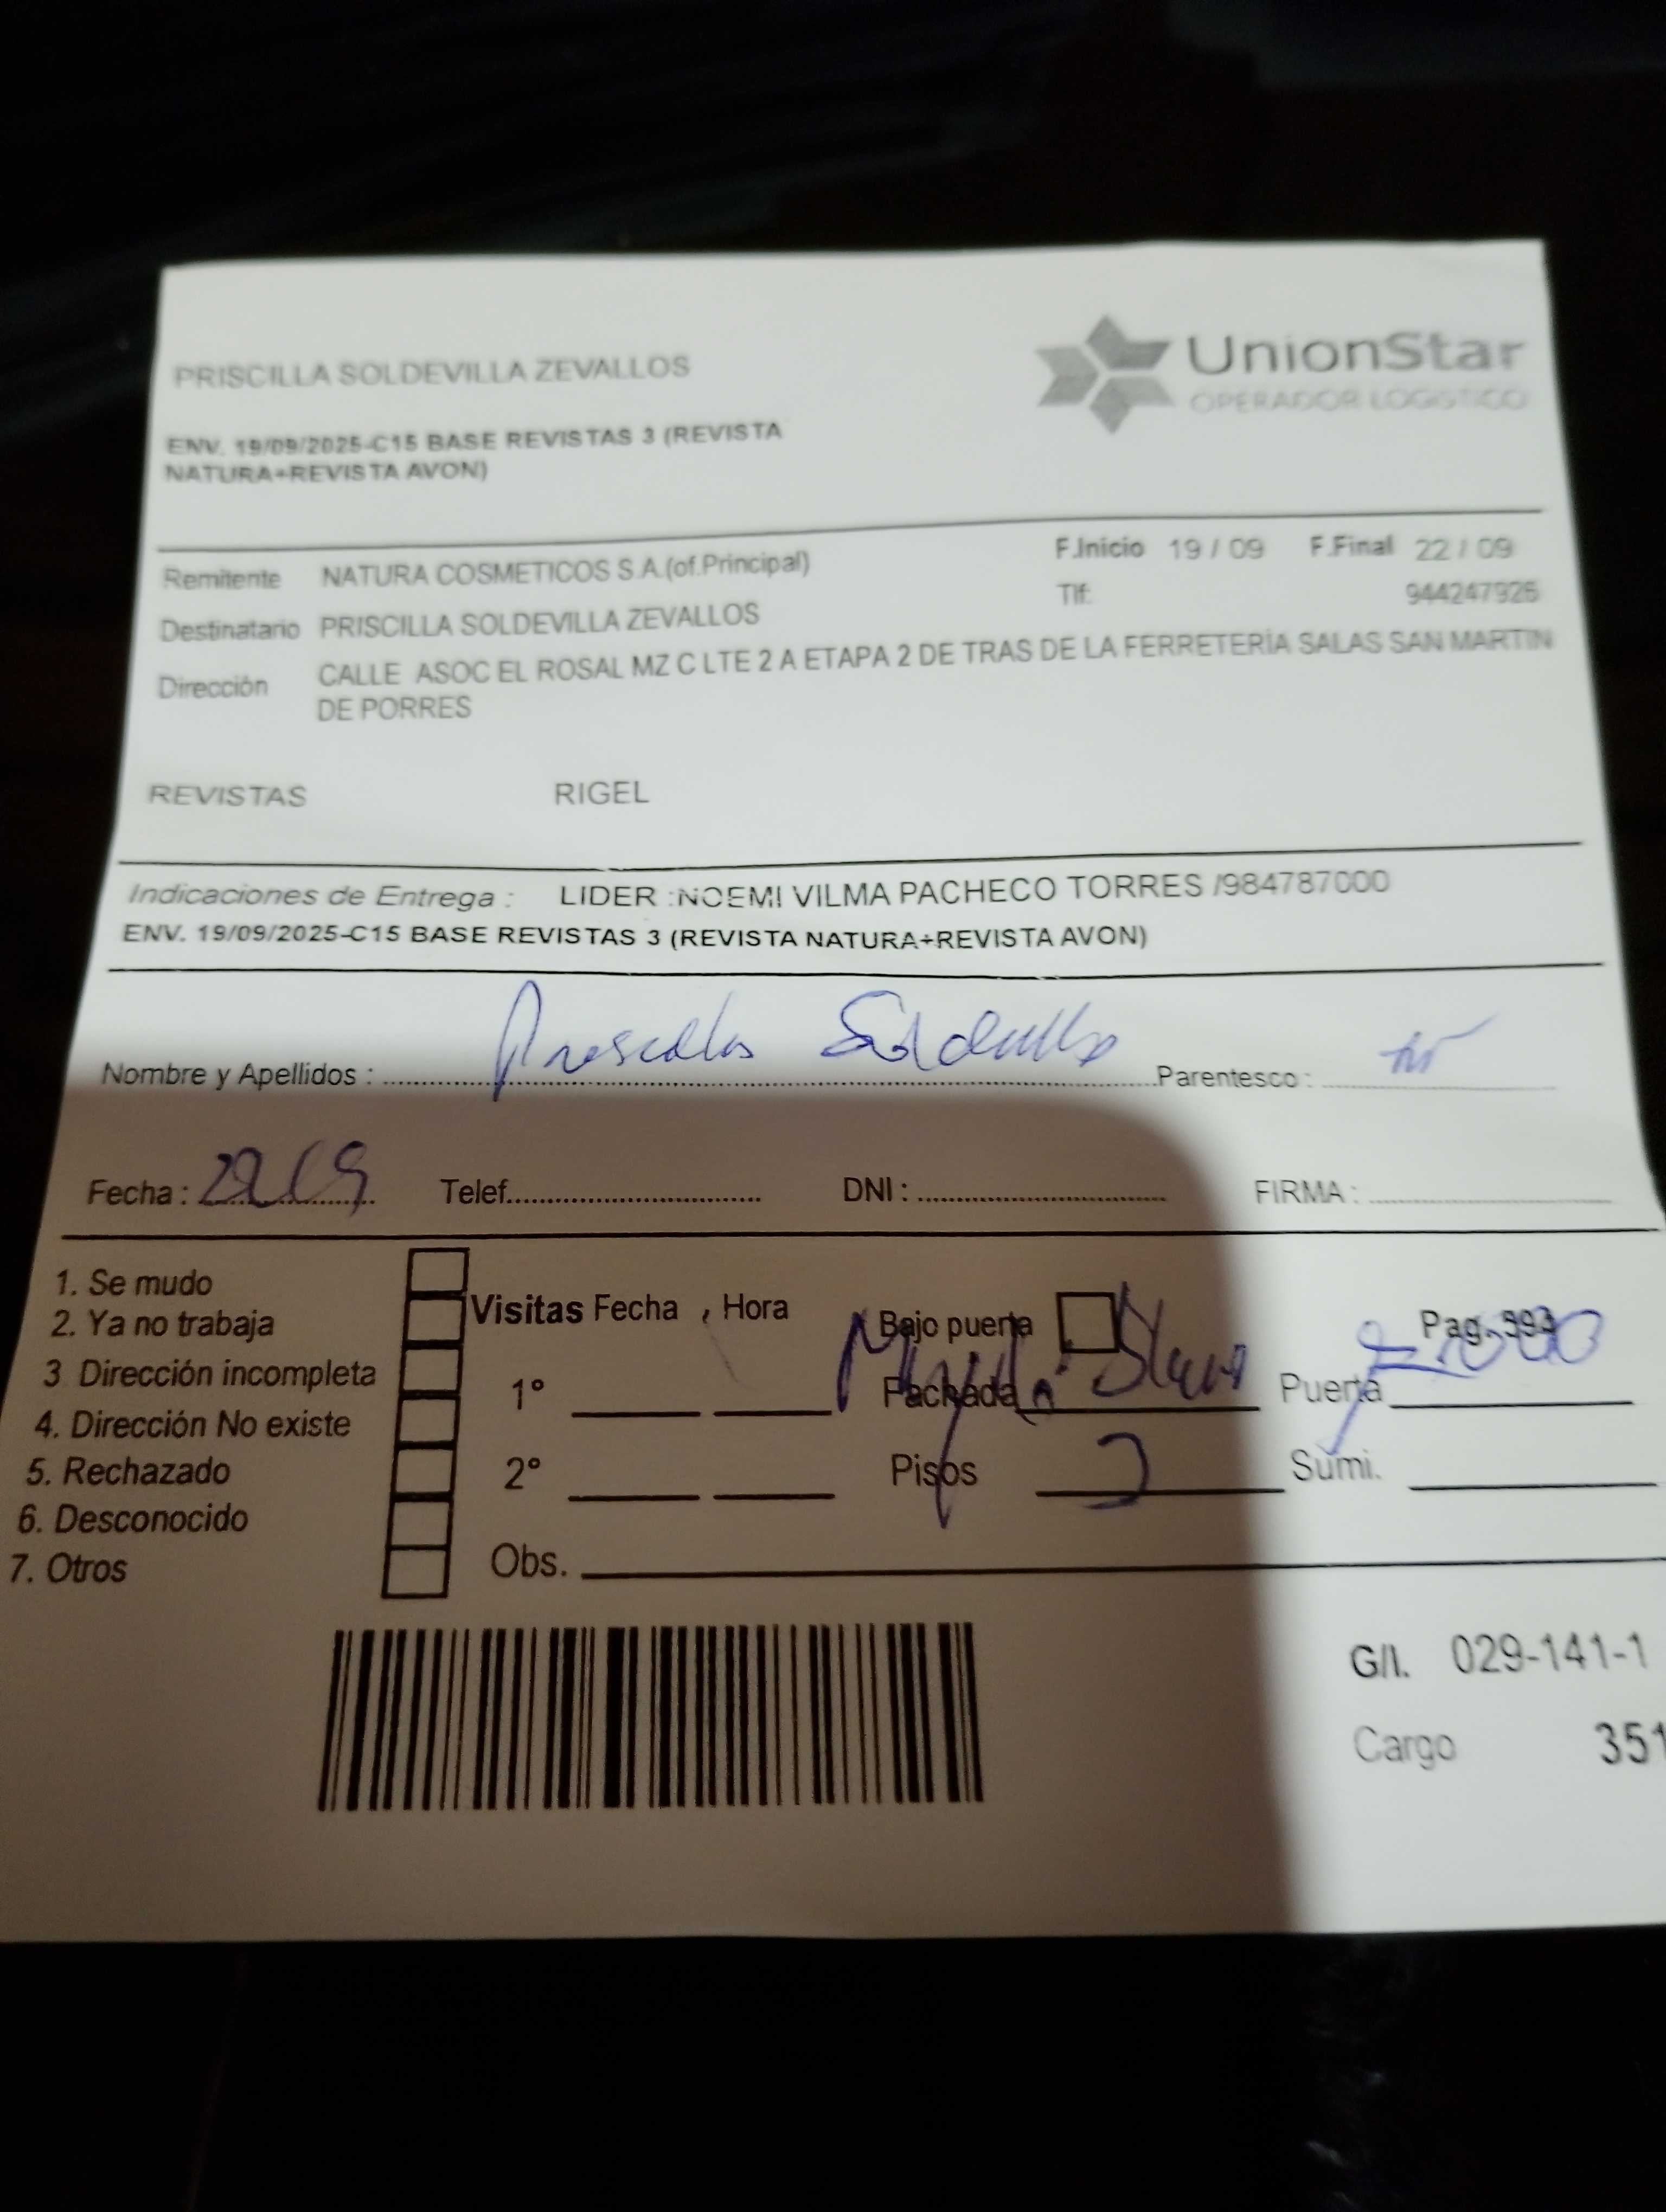 UnionStar
OPERADOR LOGISTICO
PRISCILLA SOLDEVILLA ZEVALLOS
ENV. 19/09/2025-C15 BASE REVISTAS 3 (REVISTA
NATURA+REVISTA AVON)
F.Inicio 19 / 09 F.Final 22 / 09
Remitente NATURA COSMETICOS S.A.(of.Principal)
Tlf: 944247926
Destinatario PRISCILLA SOLDEVILLA ZEVALLOS
Dirección CALLE ASOC EL ROSAL MZ C LTE 2 A ETAPA 2 DE TRAS DE LA FERRETERÍA SALAS SAN MARTIN
DE PORRES
REVISTAS RIGEL
Indicaciones de Entrega : LIDER :NOEMI VILMA PACHECO TORRES /984787000
ENV. 19/09/2025-C15 BASE REVISTAS 3 (REVISTA NATURA+REVISTA AVON)
Nombre y Apellidos : Priscilla Soldevilla Parentesco :
Fecha : Telef. DNI : FIRMA :
1. Se mudo
2. Ya no trabaja
3 Dirección incompleta
4. Dirección No existe
5. Rechazado
6. Desconocido
7. Otros
Visitas Fecha , Hora
1°
2°
Obs.
Bajo puerta
Pag. 393
Fachada Puerta
Pisos Sumi.
G/I. 029-141-1
Cargo 351